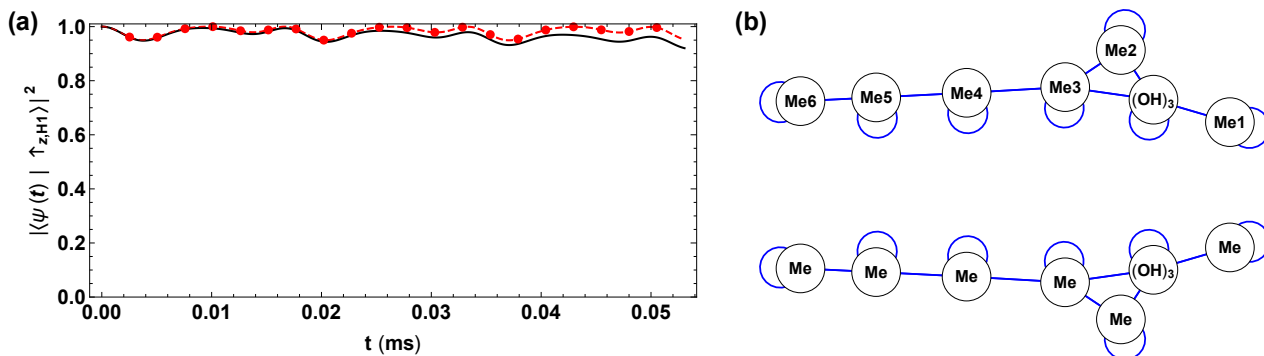 (a)
1.0
0.8
0.6
0.4
0.2
0.0
|⟨ψ(t) | ↑z,H1⟩|²
0.00 0.01 0.02 0.03 0.04 0.05
t (ms)
(b)
Me2
Me6 Me5 Me4 Me3 (OH)₃ Me1
Me Me Me Me (OH)₃ Me
Me